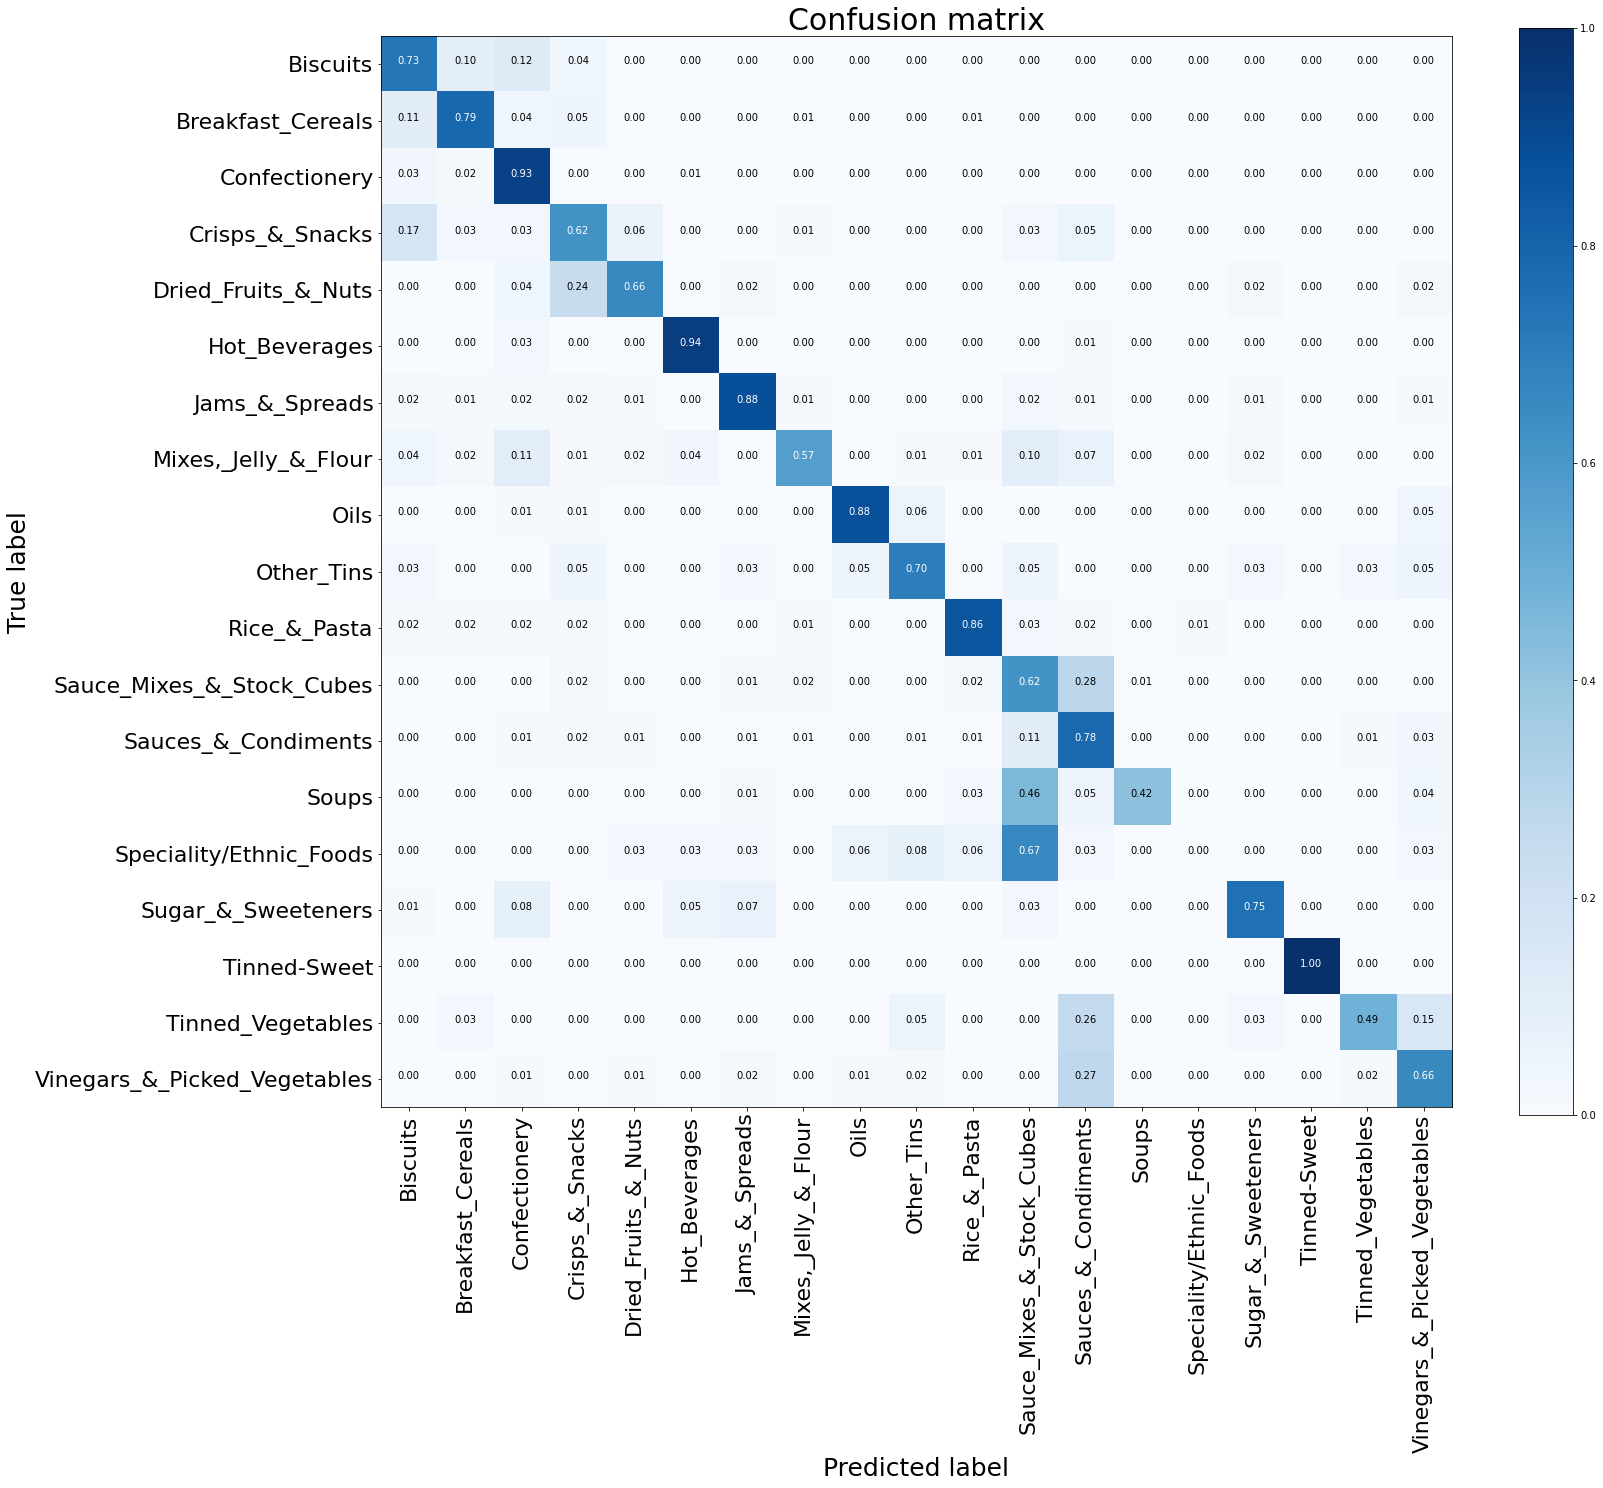 Confusion matrix
Biscuits 0.73 0.10 0.12 0.04 0.00 0.00 0.00 0.00 0.00 0.00 0.00 0.00 0.00 0.00 0.00 0.00 0.00 0.00 0.00
Breakfast_Cereals 0.11 0.79 0.04 0.05 0.00 0.00 0.00 0.01 0.00 0.00 0.01 0.00 0.00 0.00 0.00 0.00 0.00 0.00 0.00
Confectionery 0.03 0.02 0.93 0.00 0.00 0.01 0.00 0.00 0.00 0.00 0.00 0.00 0.00 0.00 0.00 0.00 0.00 0.00 0.00
Crisps_&_Snacks 0.17 0.03 0.03 0.62 0.06 0.00 0.00 0.01 0.00 0.00 0.00 0.03 0.05 0.00 0.00 0.00 0.00 0.00 0.00
Dried_Fruits_&_Nuts 0.00 0.00 0.04 0.24 0.66 0.00 0.02 0.00 0.00 0.00 0.00 0.00 0.00 0.00 0.00 0.02 0.00 0.00 0.02
Hot_Beverages 0.00 0.00 0.03 0.00 0.00 0.94 0.00 0.00 0.00 0.00 0.00 0.00 0.01 0.00 0.00 0.00 0.00 0.00 0.00
Jams_&_Spreads 0.02 0.01 0.02 0.02 0.01 0.00 0.88 0.01 0.00 0.00 0.00 0.02 0.01 0.00 0.00 0.01 0.00 0.00 0.01
Mixes,_Jelly_&_Flour 0.04 0.02 0.11 0.01 0.02 0.04 0.00 0.57 0.00 0.01 0.01 0.10 0.07 0.00 0.00 0.02 0.00 0.00 0.00
Oils 0.00 0.00 0.01 0.01 0.00 0.00 0.00 0.00 0.88 0.06 0.00 0.00 0.00 0.00 0.00 0.00 0.00 0.00 0.05
Other_Tins 0.03 0.00 0.00 0.05 0.00 0.00 0.03 0.00 0.05 0.70 0.00 0.05 0.00 0.00 0.00 0.03 0.00 0.03 0.05
Rice_&_Pasta 0.02 0.02 0.02 0.02 0.00 0.00 0.00 0.01 0.00 0.00 0.86 0.03 0.02 0.00 0.01 0.00 0.00 0.00 0.00
Sauce_Mixes_&_Stock_Cubes 0.00 0.00 0.00 0.02 0.00 0.00 0.01 0.02 0.00 0.00 0.02 0.62 0.28 0.01 0.00 0.00 0.00 0.00 0.00
Sauces_&_Condiments 0.00 0.00 0.01 0.02 0.01 0.00 0.01 0.01 0.00 0.01 0.01 0.11 0.78 0.00 0.00 0.00 0.00 0.01 0.03
Soups 0.00 0.00 0.00 0.00 0.00 0.00 0.01 0.00 0.00 0.00 0.03 0.46 0.05 0.42 0.00 0.00 0.00 0.00 0.04
Speciality/Ethnic_Foods 0.00 0.00 0.00 0.00 0.03 0.03 0.03 0.00 0.06 0.08 0.06 0.67 0.03 0.00 0.00 0.00 0.00 0.00 0.03
Sugar_&_Sweeteners 0.01 0.00 0.08 0.00 0.00 0.05 0.07 0.00 0.00 0.00 0.00 0.03 0.00 0.00 0.00 0.75 0.00 0.00 0.00
Tinned-Sweet 0.00 0.00 0.00 0.00 0.00 0.00 0.00 0.00 0.00 0.00 0.00 0.00 0.00 0.00 0.00 0.00 1.00 0.00 0.00
Tinned_Vegetables 0.00 0.03 0.00 0.00 0.00 0.00 0.00 0.00 0.00 0.05 0.00 0.00 0.26 0.00 0.00 0.03 0.00 0.49 0.15
Vinegars_&_Picked_Vegetables 0.00 0.00 0.01 0.00 0.01 0.00 0.02 0.00 0.01 0.02 0.00 0.00 0.27 0.00 0.00 0.00 0.00 0.02 0.66
True label
Biscuits
Breakfast_Cereals
Confectionery
Crisps_&_Snacks
Dried_Fruits_&_Nuts
Hot_Beverages
Jams_&_Spreads
Mixes,_Jelly_&_Flour
Oils
Other_Tins
Rice_&_Pasta
Sauce_Mixes_&_Stock_Cubes
Sauces_&_Condiments
Soups
Speciality/Ethnic_Foods
Sugar_&_Sweeteners
Tinned-Sweet
Tinned_Vegetables
Vinegars_&_Picked_Vegetables
Predicted label
1.0
0.8
0.6
0.4
0.2
0.0